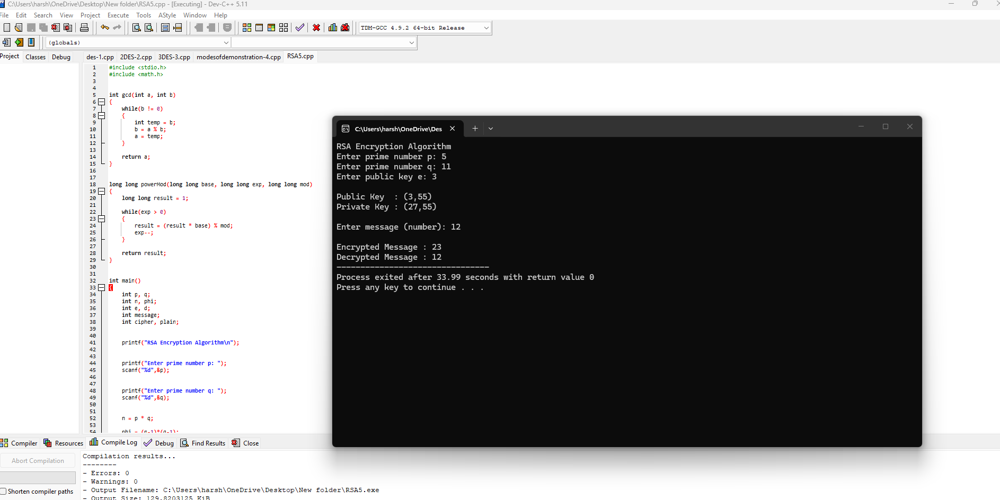 C:\Users\harsh\OneDrive\Desktop\New folder\RSA5.cpp - [Executing] - Dev-C++ 5.11
File Edit Search View Project Execute Tools AStyle Window Help
TDM-GCC 4.9.2 64-bit Release
(globals)
Project Classes Debug
des-1.cpp 2DES-2.cpp 3DES-3.cpp modesofdemonstration-4.cpp RSA5.cpp
1 #include <stdio.h>
2 #include <math.h>
3
4
5 int gcd(int a, int b)
6 {
7 while(b != 0)
8 {
9 int temp = b;
10 b = a % b;
11 a = temp;
12 }
13
14 return a;
15 }
16
17
18 long long powerMod(long long base, long long exp, long long mod)
19 {
20 long long result = 1;
21
22 while(exp > 0)
23 {
24 result = (result * base) % mod;
25 exp--;
26 }
27
28 return result;
29 }
30
31
32 int main()
33 {
34 int p, q;
35 int n, phi;
36 int e, d;
37 int message;
38 int cipher, plain;
39
40
41 printf("RSA Encryption Algorithm\n");
42
43
44 printf("Enter prime number p: ");
45 scanf("%d",&p);
46
47
48 printf("Enter prime number q: ");
49 scanf("%d",&q);
50
51
52 n = p * q;
53
54 phi = (p-1)*(q-1);
C:\Users\harsh\OneDrive\Des
RSA Encryption Algorithm
Enter prime number p: 5
Enter prime number q: 11
Enter public key e: 3
Public Key  : (3,55)
Private Key : (27,55)
Enter message (number): 12
Encrypted Message : 23
Decrypted Message : 12
--------------------------------
Process exited after 33.99 seconds with return value 0
Press any key to continue . . .
Compiler Resources Compile Log Debug Find Results Close
Abort Compilation
Shorten compiler paths
Compilation results...
--------
- Errors: 0
- Warnings: 0
- Output Filename: C:\Users\harsh\OneDrive\Desktop\New folder\RSA5.exe
- Output Size: 129.8203125 KiB